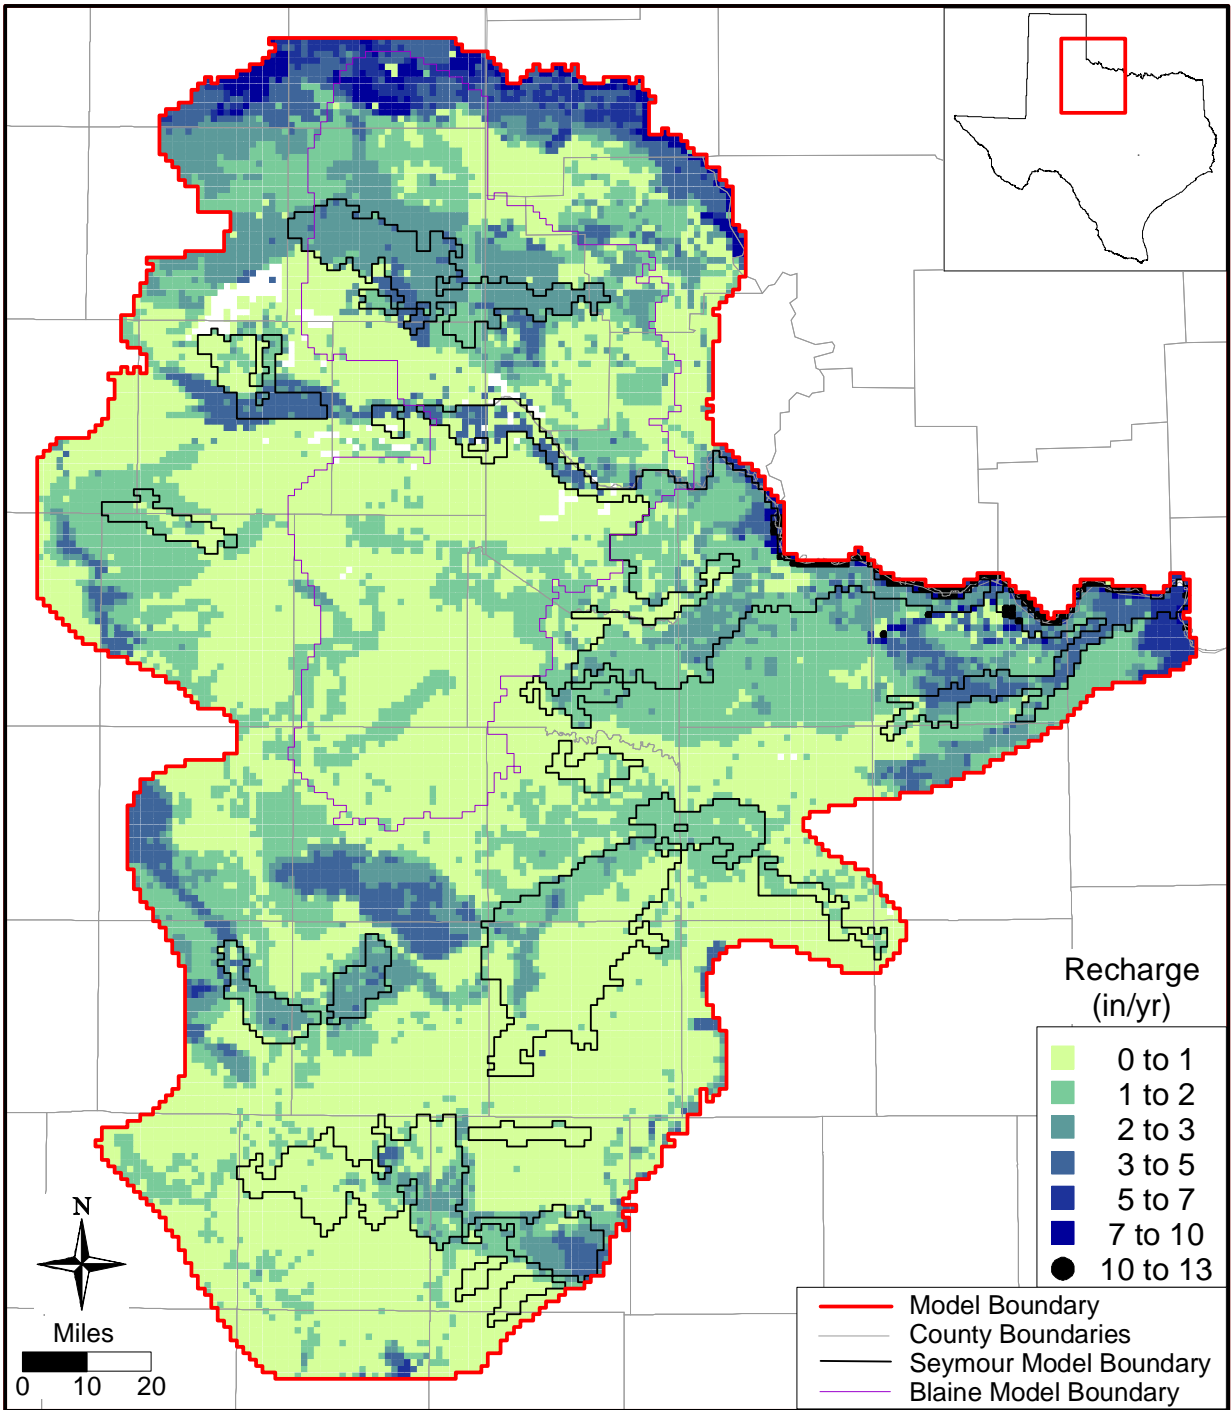 Recharge
(in/yr)
0 to 1
1 to 2
2 to 3
3 to 5
5 to 7
7 to 10
10 to 13
N
Miles
0 10 20
Model Boundary
County Boundaries
Seymour Model Boundary
Blaine Model Boundary